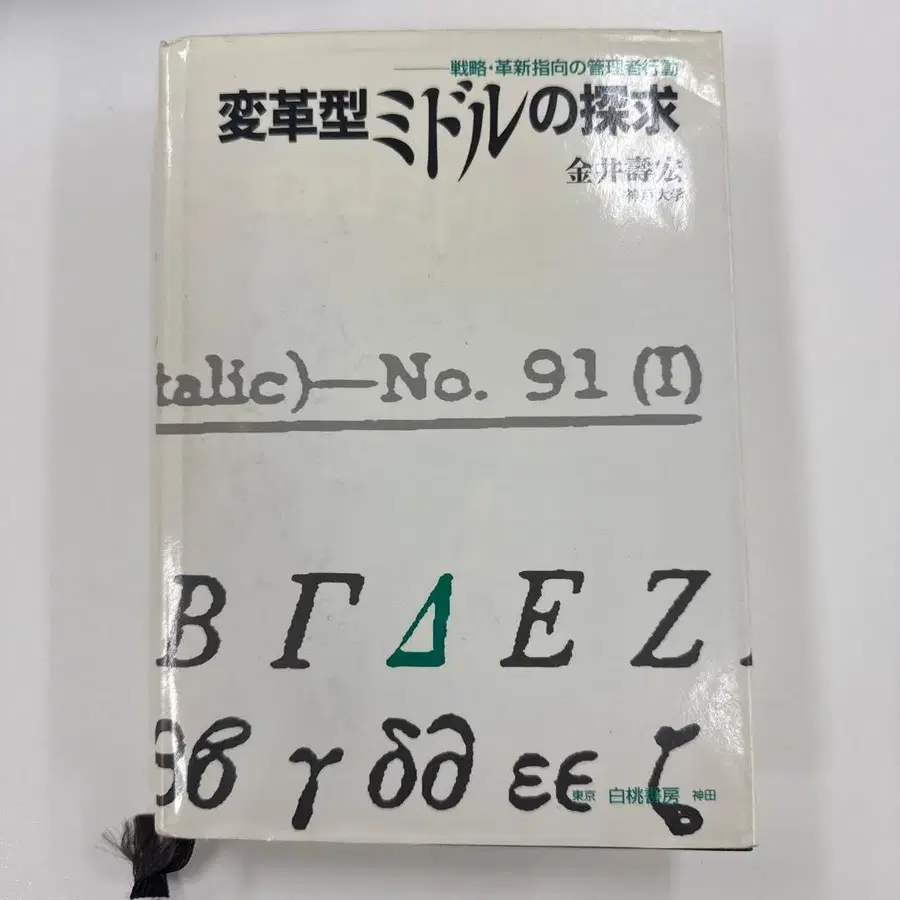 ——戦略・革新指向の管理者行動
変革型ミドルの探求
金井壽宏
神戸大学
talic)—No. 91 (I)
B Γ Δ E Z
ϐβ γ δ∂ εϵ ζ
東京 白桃書房 神田